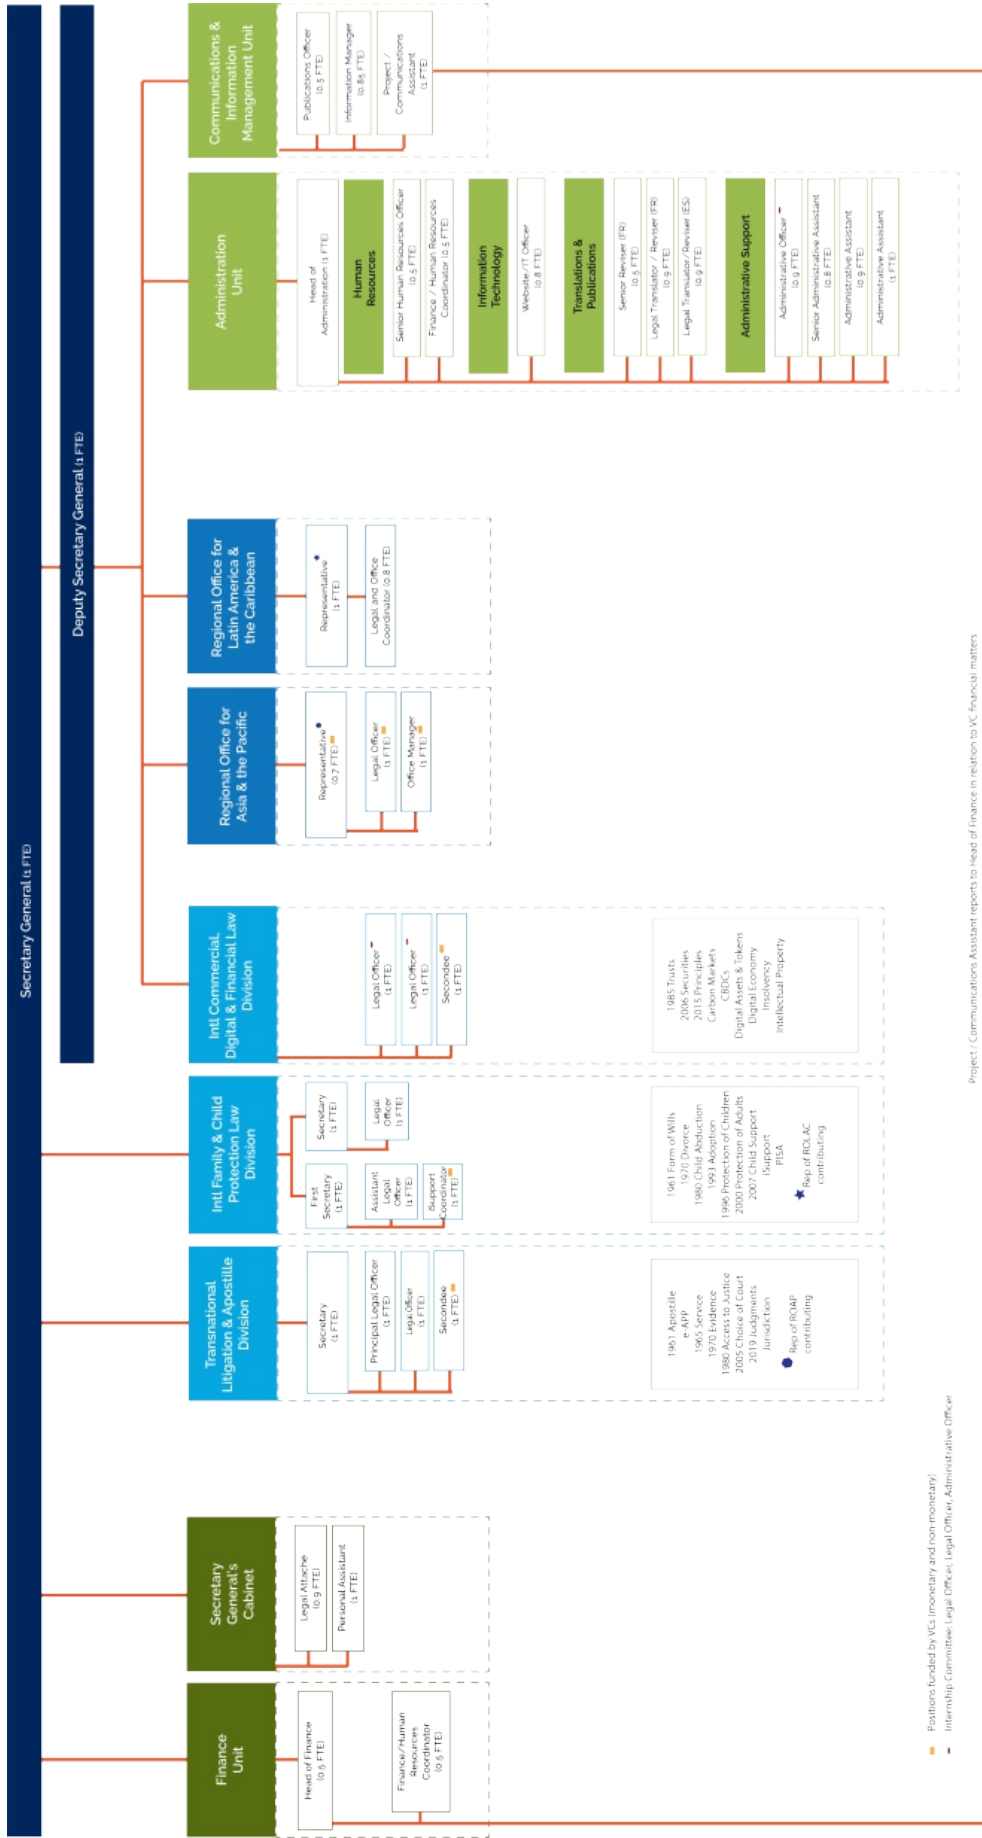 Secretary General (1 FTE)
Deputy Secretary General (1 FTE)
Finance
Unit
Head of Finance
(0.5 FTE)
Finance/Human
Resources
Coordinator
(0.5 FTE)
Secretary
General's
Cabinet
Legal Attache
(0.9 FTE)
Personal Assistant
(1 FTE)
Transnational
Litigation & Apostille
Division
Secretary
(1 FTE)
Principal Legal Officer
(1 FTE)
Legal Officer
(1 FTE)
Secondee
(1 FTE)
1961 Apostille
e-APP
1965 Service
1970 Evidence
1980 Access to Justice
2005 Choice of Court
2019 Judgments
Jurisdiction
Rep of ROAP
contributing
Intl Family & Child
Protection Law
Division
First
Secretary
(1 FTE)
Assistant
Legal
Officer
(1 FTE)
iSupport
Coordinator
(1 FTE)
Secretary
(1 FTE)
Legal
Officer
(1 FTE)
1961 Form of Wills
1970 Divorce
1980 Child Abduction
1993 Adoption
1996 Protection of Children
2000 Protection of Adults
2007 Child Support
iSupport
PISA
Rep of ROLAC
contributing
Intl Commercial,
Digital & Financial Law
Division
Legal Officer
(1 FTE)
Legal Officer
(1 FTE)
Secondee
(1 FTE)
1985 Trusts
2006 Securities
2015 Principles
Carbon Markets
CBDCs
Digital Assets & Tokens
Digital Economy
Insolvency
Intellectual Property
Regional Office for
Asia & the Pacific
Representative
(0.7 FTE)
Legal Officer
(1 FTE)
Office Manager
(1 FTE)
Regional Office for
Latin America &
the Caribbean
Representative
(1 FTE)
Legal and Office
Coordinator (0.8 FTE)
Administration
Unit
Head of
Administration (1 FTE)
Human
Resources
Senior Human Resources Officer
(0.5 FTE)
Finance / Human Resources
Coordinator (0.5 FTE)
Information
Technology
Website/IT Officer
(0.8 FTE)
Translations &
Publications
Senior Reviser (FR)
(0.5 FTE)
Legal Translator / Reviser (FR)
(0.9 FTE)
Legal Translator/Reviser (ES)
(0.9 FTE)
Administrative Support
Administrative Officer
(0.9 FTE)
Senior Administrative Assistant
(0.8 FTE)
Administrative Assistant
(0.9 FTE)
Administrative Assistant
(1 FTE)
Communications &
Information
Management Unit
Publications Officer
(0.5 FTE)
Information Manager
(0.85 FTE)
Project /
Communications
Assistant
(1 FTE)
Positions funded by VCs (monetary and non-monetary)
Internship Committee: Legal Officer, Legal Officer, Administrative Officer
Project / Communications Assistant reports to Head of Finance in relation to VC financial matters